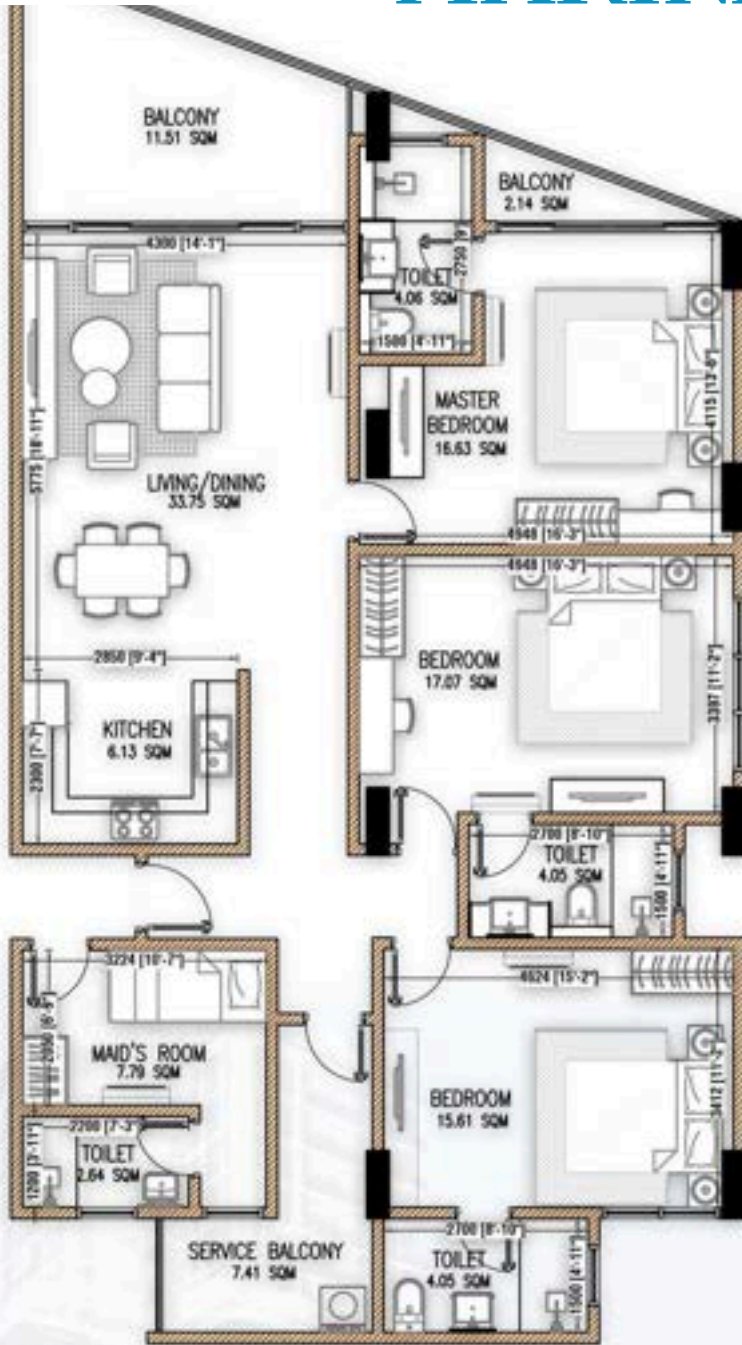 BALCONY
11.51 SQM
BALCONY
2.14 SQM
4300 [14'-1"]
TOILET
4.06 SQM
1500 [4'-11"]
MASTER
BEDROOM
16.63 SQM
4115 [13'-6"]
LIVING/DINING
33.75 SQM
5775 [18'-11"]
4948 [16'-3"]
4948 [16'-3"]
BEDROOM
17.07 SQM
3397 [11'-2"]
2850 [9'-4"]
KITCHEN
6.13 SQM
2300 [7'-7"]
2700 [8'-10"]
TOILET
4.05 SQM
1500 [4'-11"]
3224 [10'-7"]
4624 [15'-2"]
MAID'S ROOM
7.79 SQM
BEDROOM
15.61 SQM
3412 [11'-2"]
2200 [7'-3"]
TOILET
2.64 SQM
1200 [3'-11"]
SERVICE BALCONY
7.41 SQM
2700 [8'-10"]
TOILET
4.05 SQM
1500 [4'-11"]